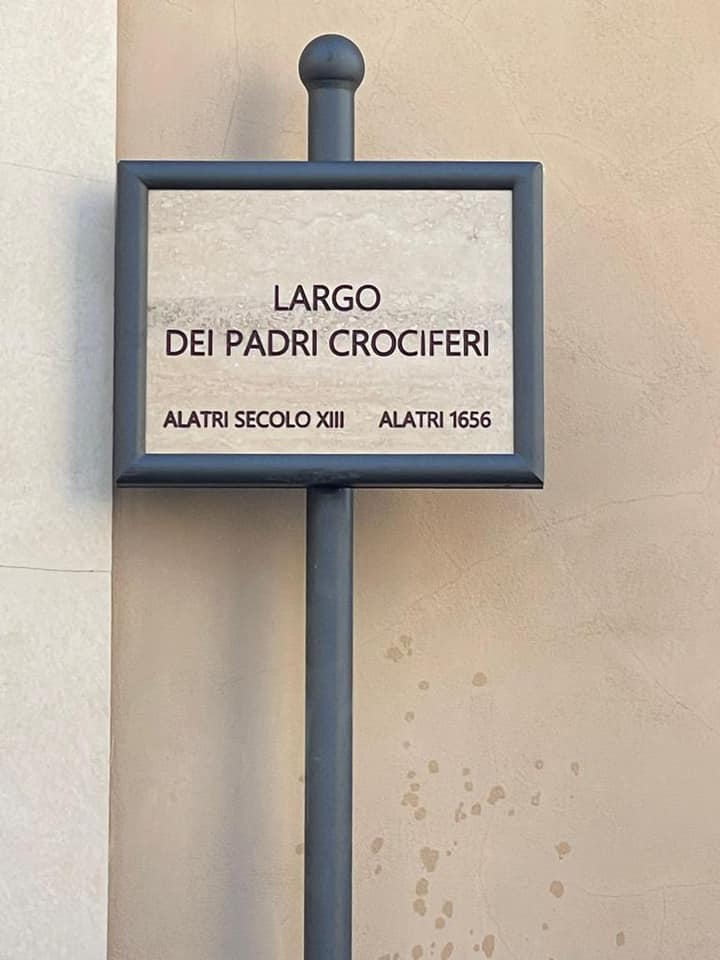 LARGO
DEI PADRI CROCIFERI
ALATRI SECOLO XIII ALATRI 1656